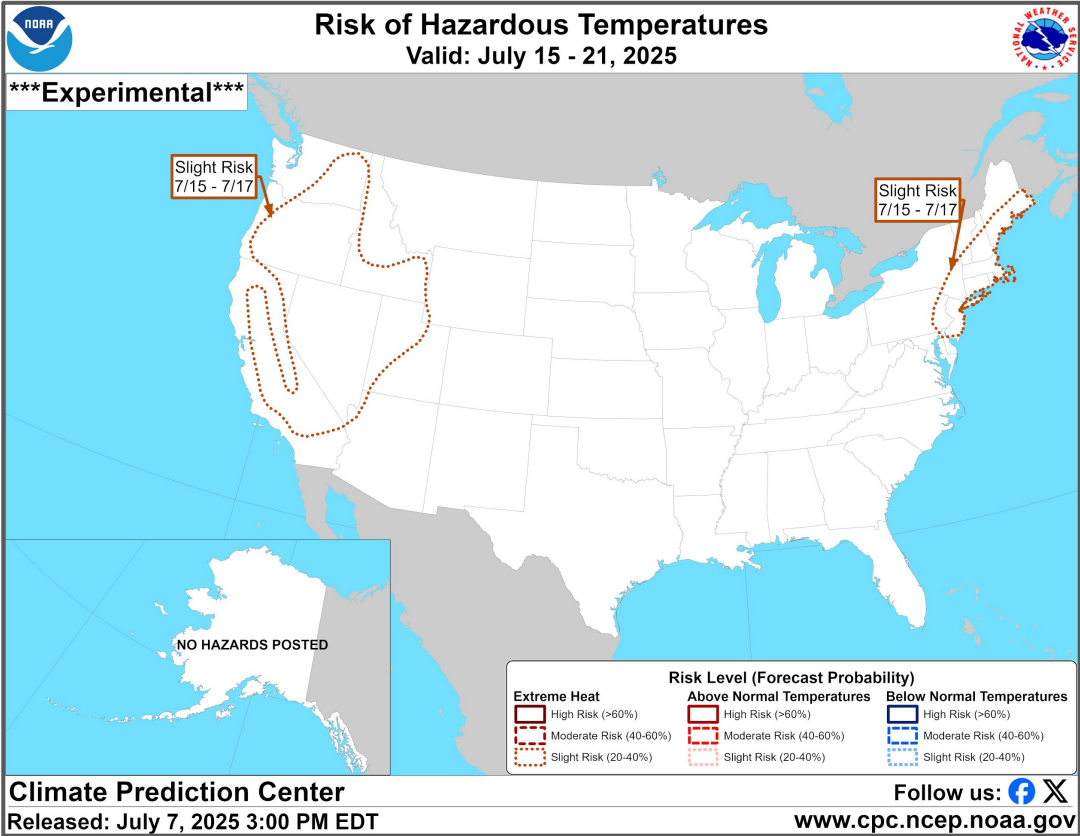 NOAA
Risk of Hazardous Temperatures
Valid: July 15 - 21, 2025
NATIONAL WEATHER SERVICE
***Experimental***
Slight Risk
7/15 - 7/17
Slight Risk
7/15 - 7/17
NO HAZARDS POSTED
Risk Level (Forecast Probability)
Extreme Heat
High Risk (>60%)
Moderate Risk (40-60%)
Slight Risk (20-40%)
Above Normal Temperatures
High Risk (>60%)
Moderate Risk (40-60%)
Slight Risk (20-40%)
Below Normal Temperatures
High Risk (>60%)
Moderate Risk (40-60%)
Slight Risk (20-40%)
Climate Prediction Center
Follow us:
Released: July 7, 2025 3:00 PM EDT
www.cpc.ncep.noaa.gov